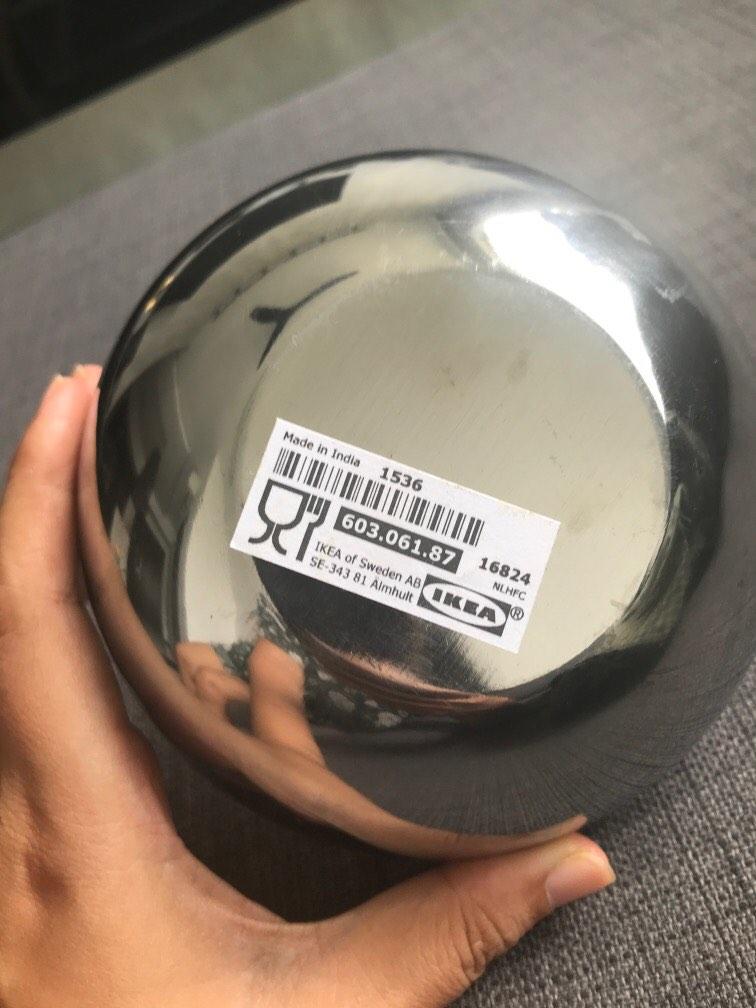 Made in India 1536
603.061.87
16824
NLHFC
IKEA of Sweden AB
SE-343 81 Älmhult
IKEA®